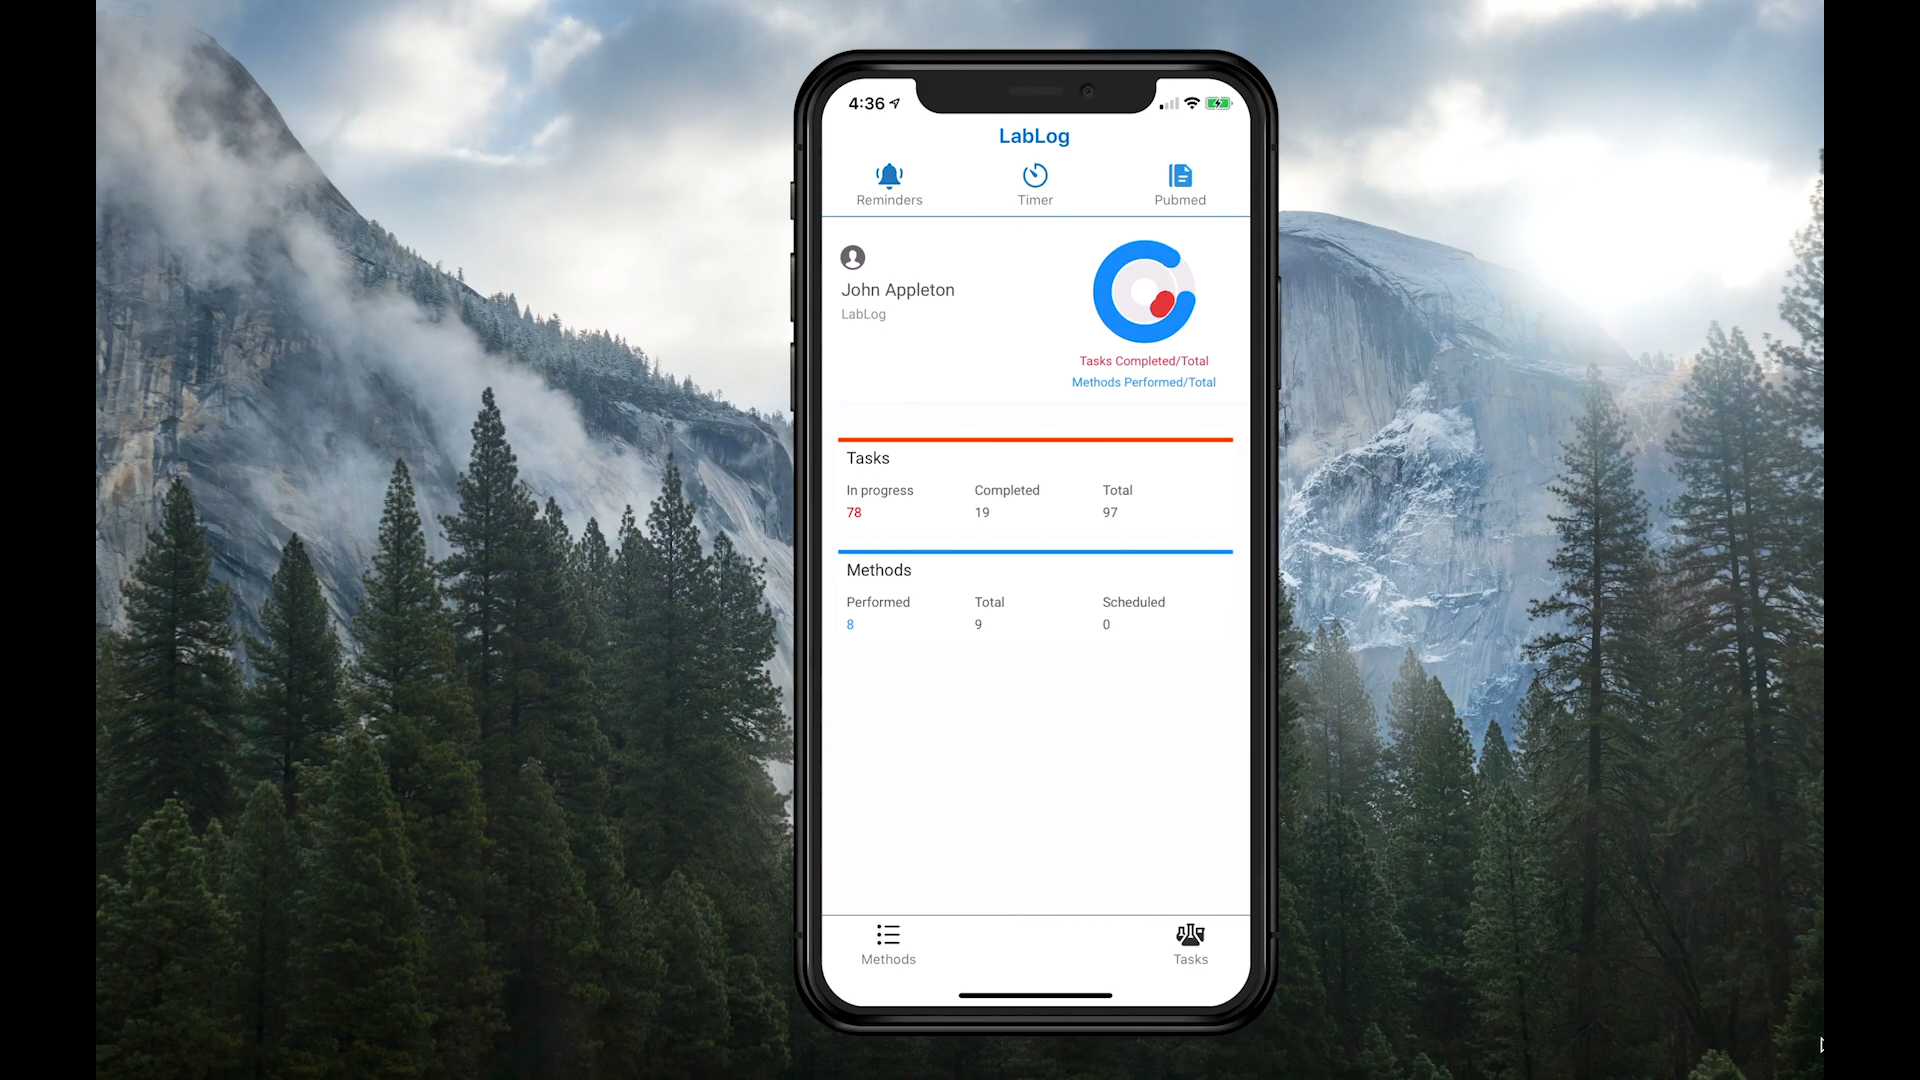 4:36
LabLog
Reminders
Timer
Pubmed
John Appleton
LabLog
Tasks Completed/Total
Methods Performed/Total
Tasks
In progress Completed Total
78 19 97
Methods
Performed Total Scheduled
8 9 0
Methods
Tasks